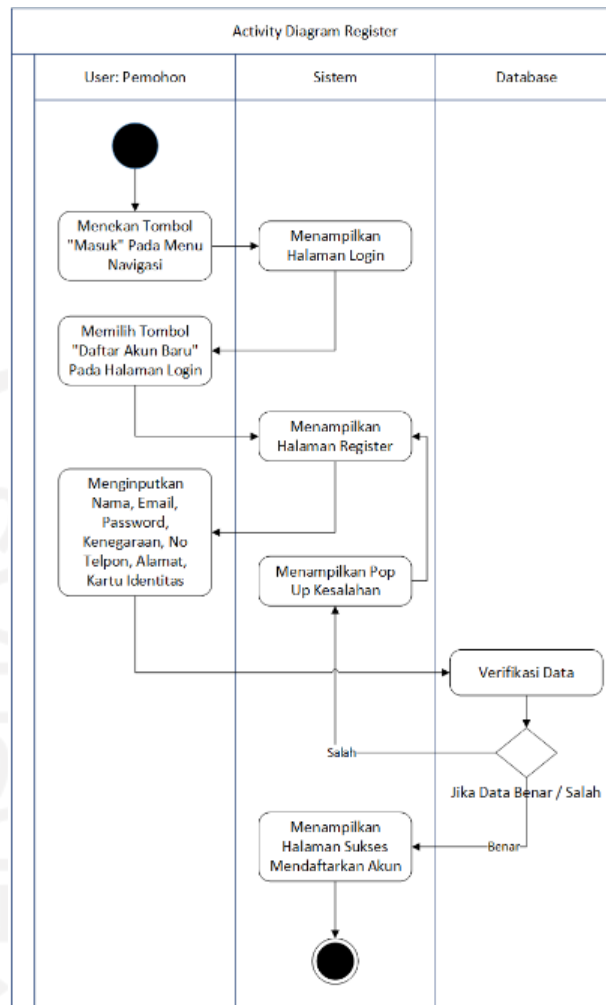 Activity Diagram Register
User: Pemohon
Sistem
Database
Menekan Tombol
"Masuk" Pada Menu
Navigasi
Menampilkan
Halaman Login
Memilih Tombol
"Daftar Akun Baru"
Pada Halaman Login
Menampilkan
Halaman Register
Menginputkan
Nama, Email,
Password,
Kenegaraan, No
Telpon, Alamat,
Kartu Identitas
Menampilkan Pop
Up Kesalahan
Verifikasi Data
Salah
Jika Data Benar / Salah
Menampilkan
Halaman Sukses
Mendaftarkan Akun
Benar